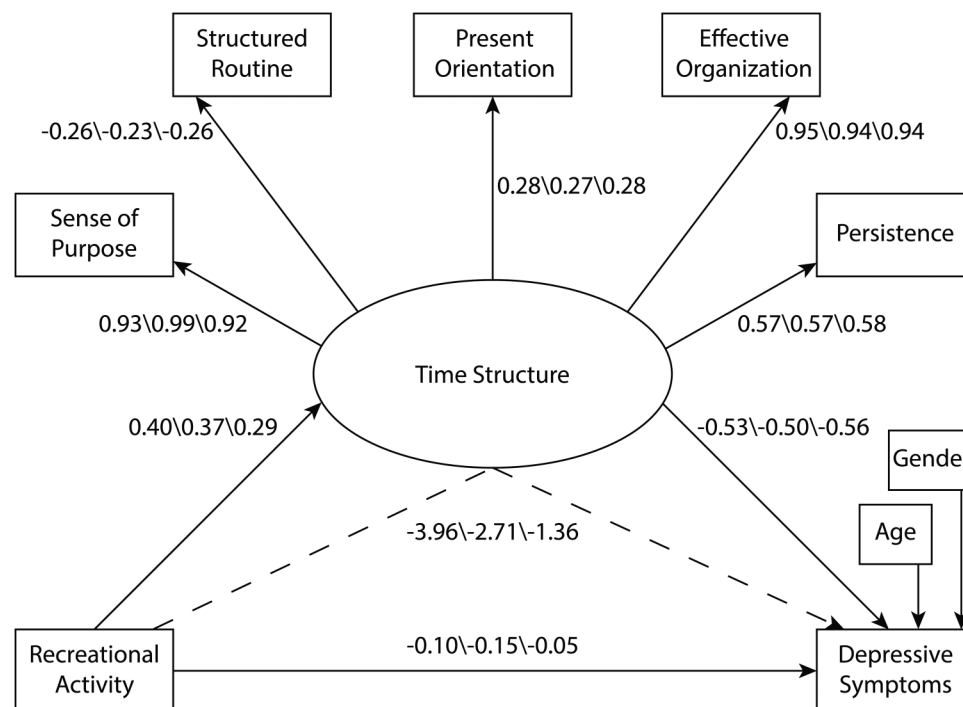 Structured
Routine
Present
Orientation
Effective
Organization
-0.26\-0.23\-0.26
0.95\0.94\0.94
0.28\0.27\0.28
Sense of
Purpose
Persistence
0.93\0.99\0.92
0.57\0.57\0.58
Time Structure
0.40\0.37\0.29
-0.53\-0.50\-0.56
Gende
-3.96\-2.71\-1.36
Age
-0.10\-0.15\-0.05
Recreational
Activity
Depressive
Symptoms